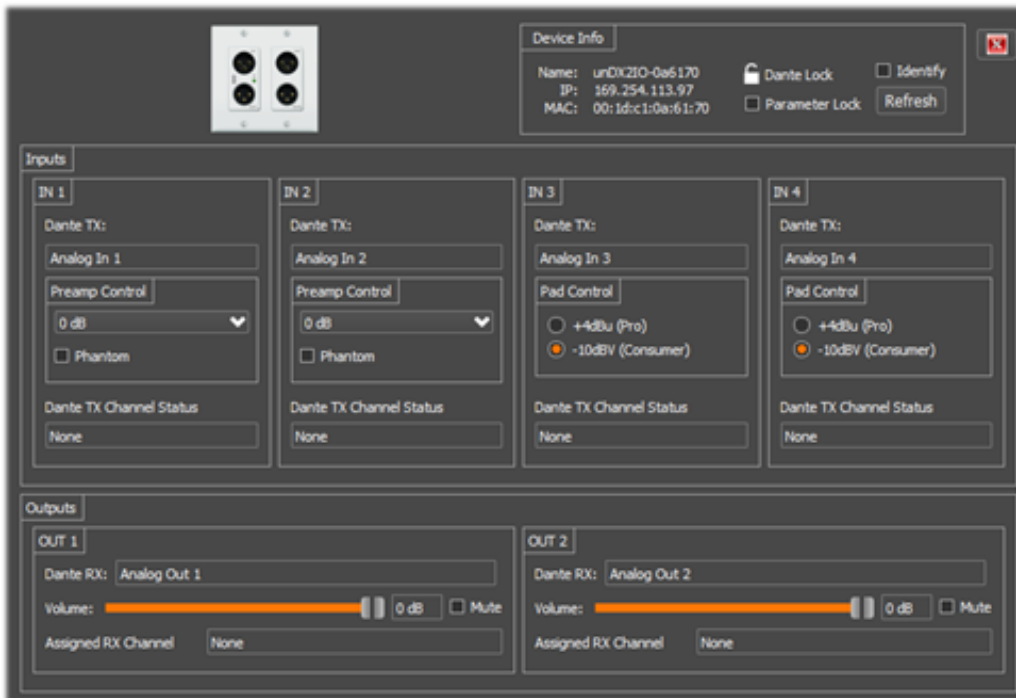 Device Info
Name: unDX2IO-0a6170
IP: 169.254.113.97
MAC: 00:1d:c1:0a:61:70
Dante Lock
Identify
Parameter Lock
Refresh
Inputs
IN 1
Dante TX:
Analog In 1
Preamp Control
0 dB
Phantom
Dante TX Channel Status
None
IN 2
Dante TX:
Analog In 2
Preamp Control
0 dB
Phantom
Dante TX Channel Status
None
IN 3
Dante TX:
Analog In 3
Pad Control
+4dBu (Pro)
-10dBV (Consumer)
Dante TX Channel Status
None
IN 4
Dante TX:
Analog In 4
Pad Control
+4dBu (Pro)
-10dBV (Consumer)
Dante TX Channel Status
None
Outputs
OUT 1
Dante RX: Analog Out 1
Volume: 0 dB Mute
Assigned RX Channel None
OUT 2
Dante RX: Analog Out 2
Volume: 0 dB Mute
Assigned RX Channel None